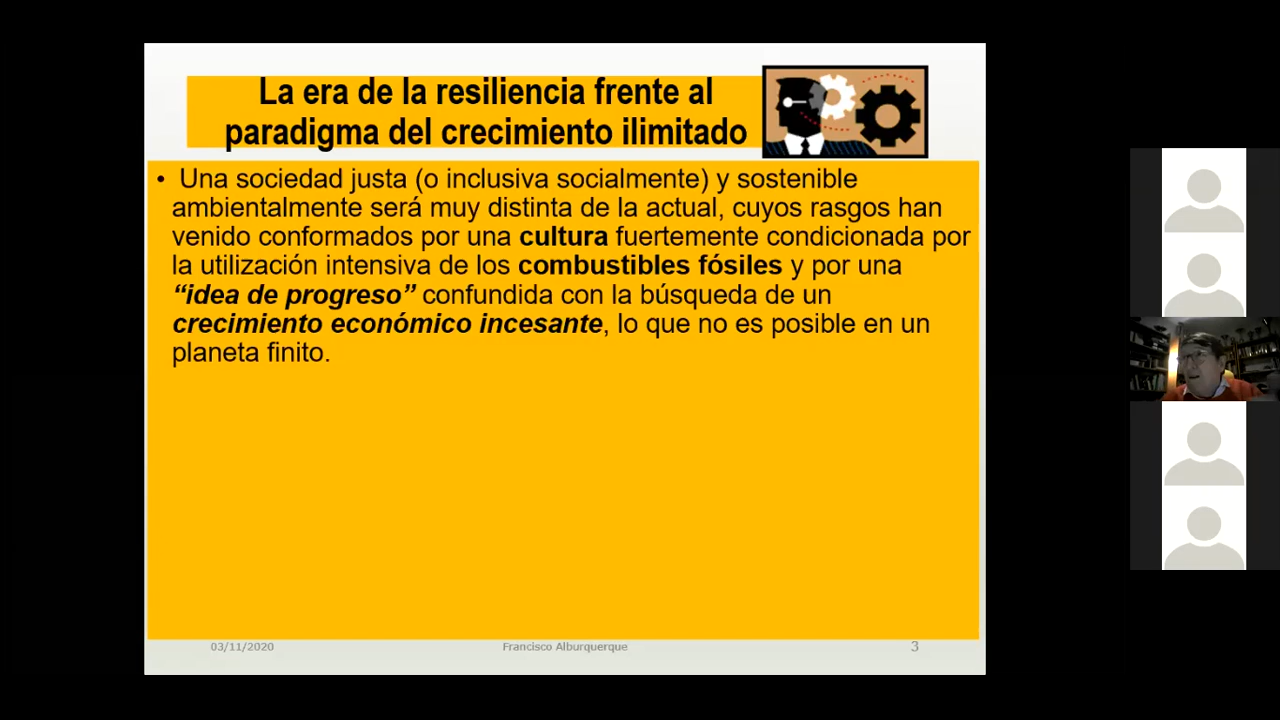 La era de la resiliencia frente al
paradigma del crecimiento ilimitado
• Una sociedad justa (o inclusiva socialmente) y sostenible
ambientalmente será muy distinta de la actual, cuyos rasgos han
venido conformados por una cultura fuertemente condicionada por
la utilización intensiva de los combustibles fósiles y por una
“idea de progreso” confundida con la búsqueda de un
crecimiento económico incesante, lo que no es posible en un
planeta finito.
03/11/2020
Francisco Alburquerque
3